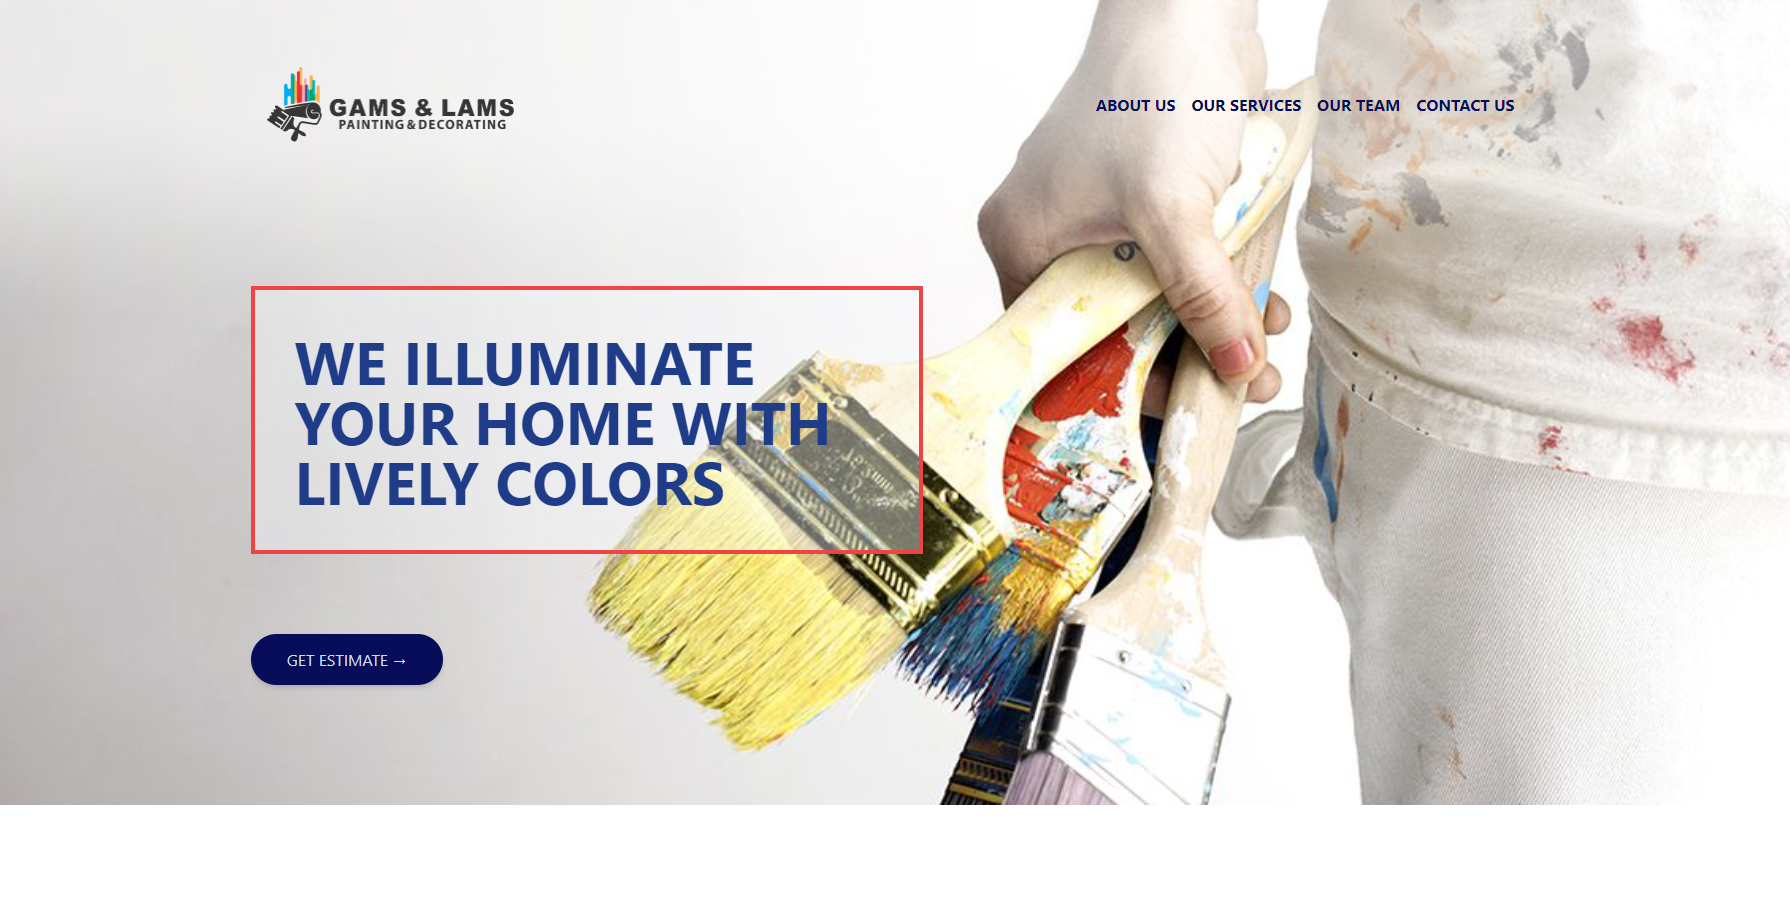 GAMS & LAMS
PAINTING & DECORATING
ABOUT US OUR SERVICES OUR TEAM CONTACT US
WE ILLUMINATE
YOUR HOME WITH
LIVELY COLORS
GET ESTIMATE →